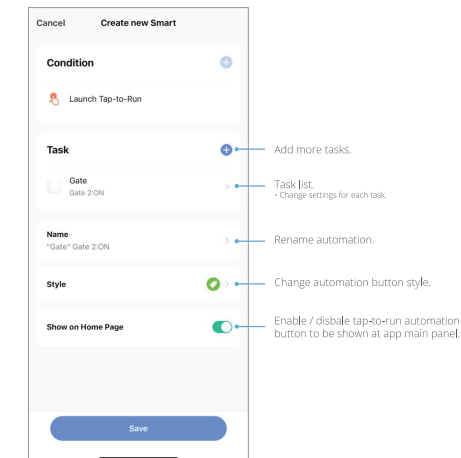 Cancel Create new Smart
Condition
Launch Tap-to-Run
Task
Add more tasks.
Gate
Gate 2:ON
Task list.
• Change settings for each task.
Name
"Gate" Gate 2:ON
Rename automation.
Style
Change automation button style.
Show on Home Page
Enable / disbale tap-to-run automation
button to be shown at app main panel.
Save